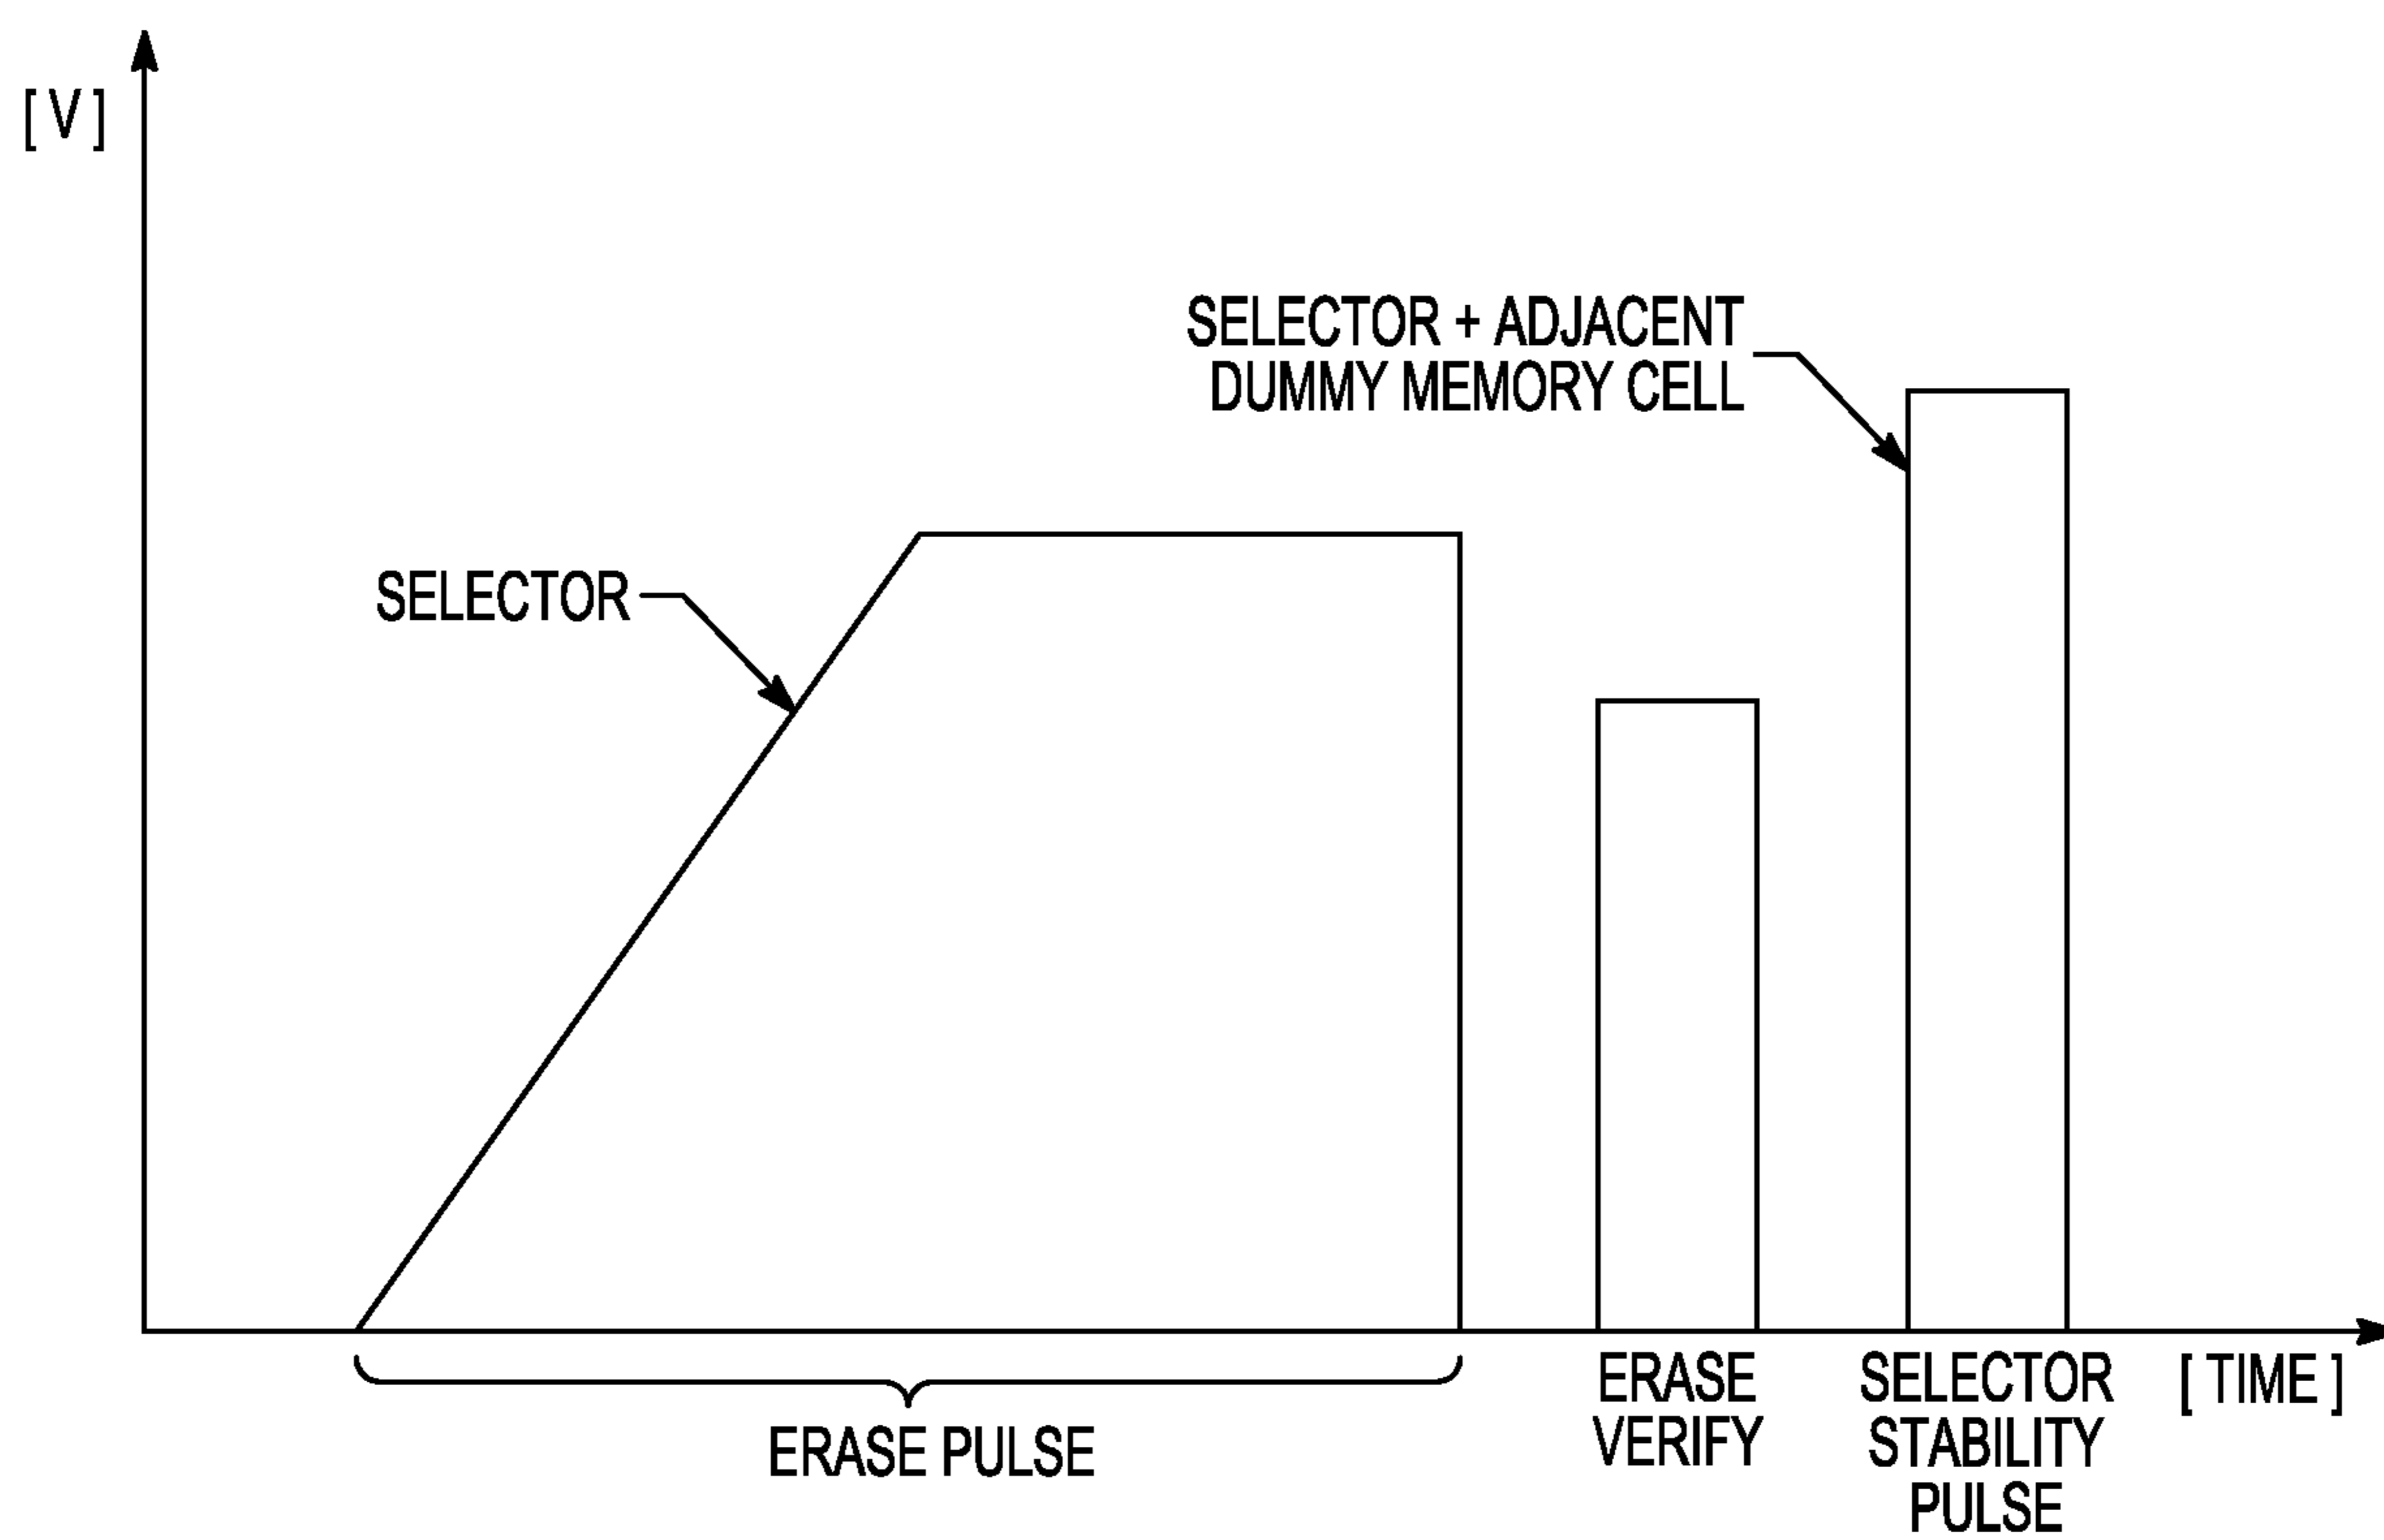 [ V ]
SELECTOR + ADJACENT
DUMMY MEMORY CELL
SELECTOR
ERASE PULSE
ERASE
VERIFY
SELECTOR
STABILITY
PULSE
[ TIME ]